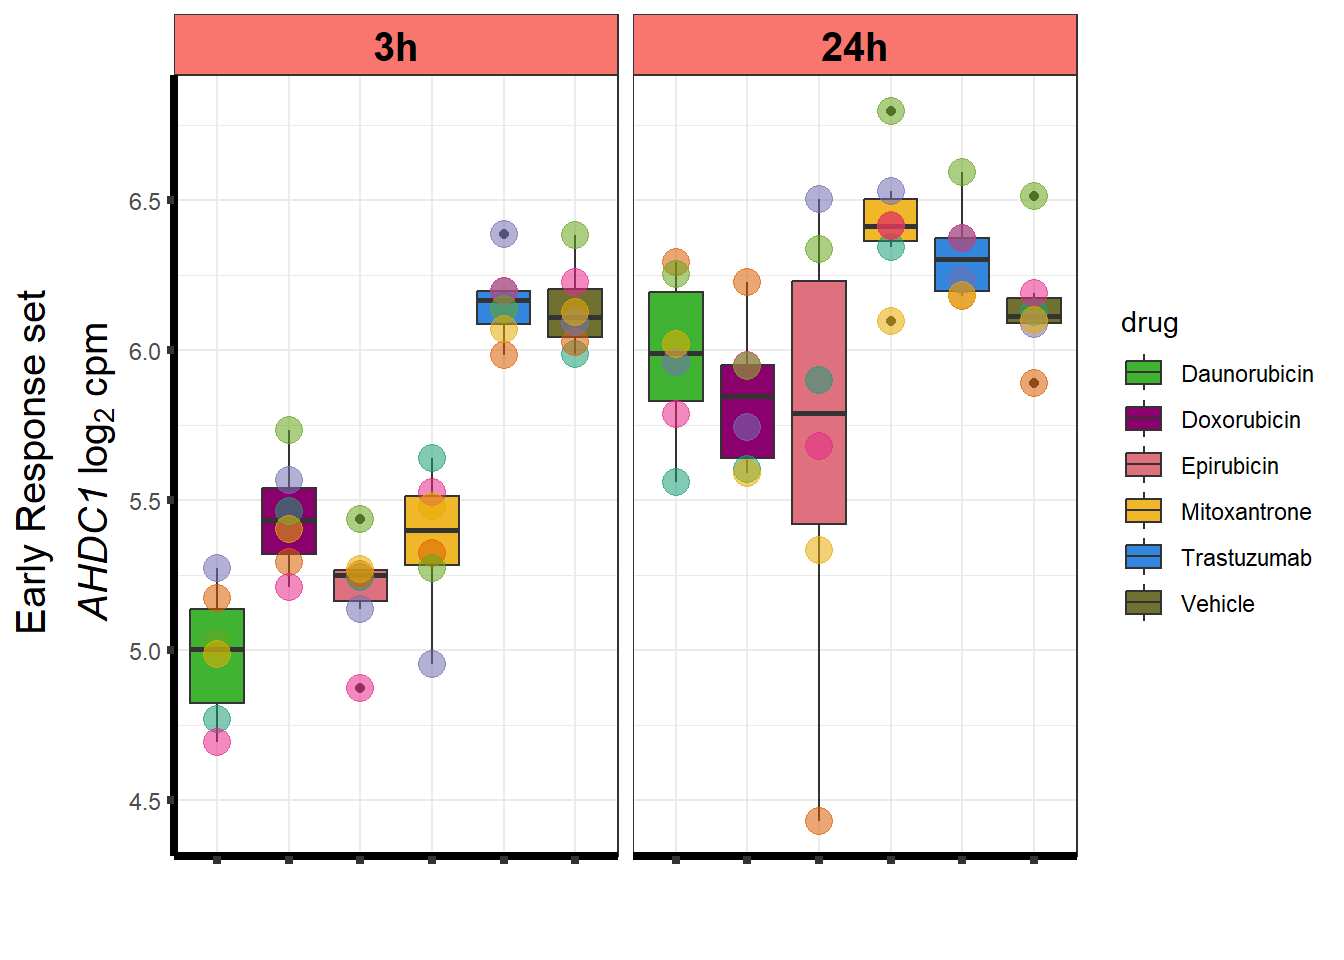 3h
24h
Early Response set
AHDC1 log₂ cpm
6.5
6.0
5.5
5.0
4.5
drug
Daunorubicin
Doxorubicin
Epirubicin
Mitoxantrone
Trastuzumab
Vehicle